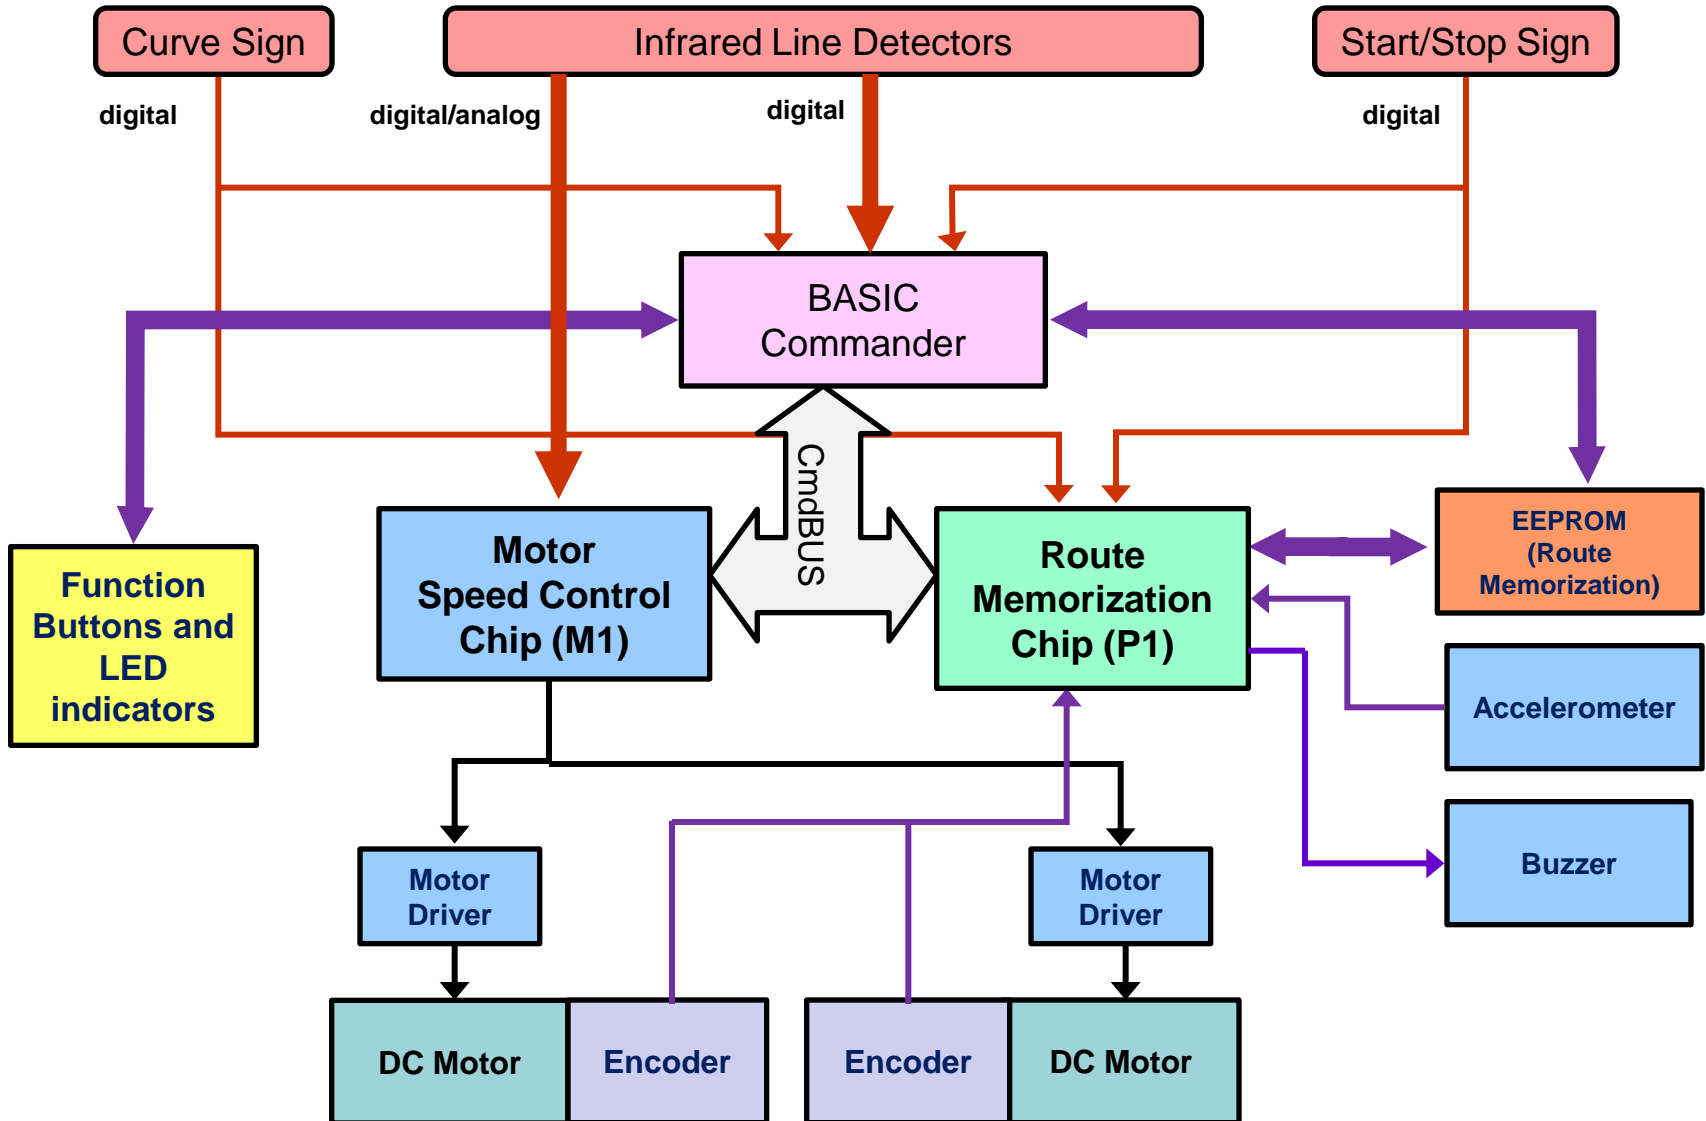 Curve Sign
Infrared Line Detectors
Start/Stop Sign
digital
digital/analog
digital
digital
BASIC
Commander
CmdBUS
Motor
Speed Control
Chip (M1)
Route
Memorization
Chip (P1)
EEPROM
(Route
Memorization)
Function
Buttons and
LED
indicators
Accelerometer
Buzzer
Motor
Driver
Motor
Driver
DC Motor
Encoder
Encoder
DC Motor